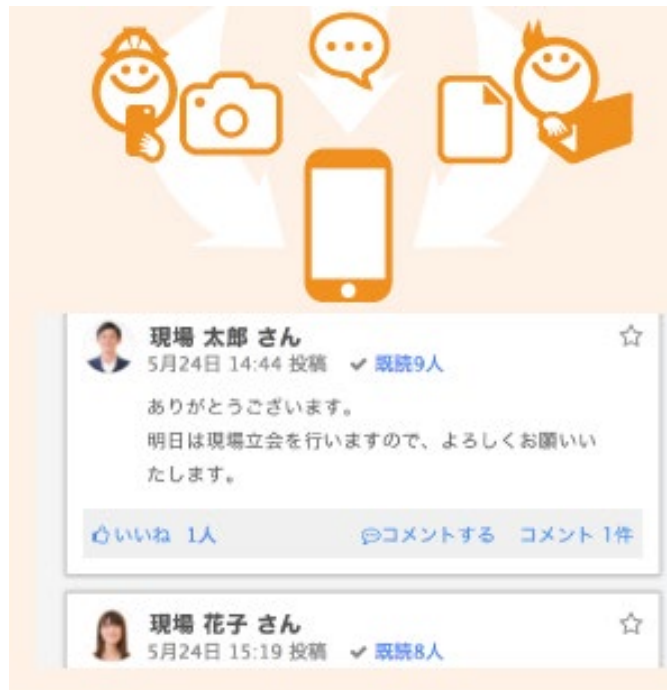 現場 太郎 さん
5月24日 14:44 投稿 ✔ 既読9人
ありがとうございます。
明日は現場立会を行いますので、よろしくお願いい
たします。
いいね 1人 コメントする コメント 1件
現場 花子 さん
5月24日 15:19 投稿 ✔ 既読8人